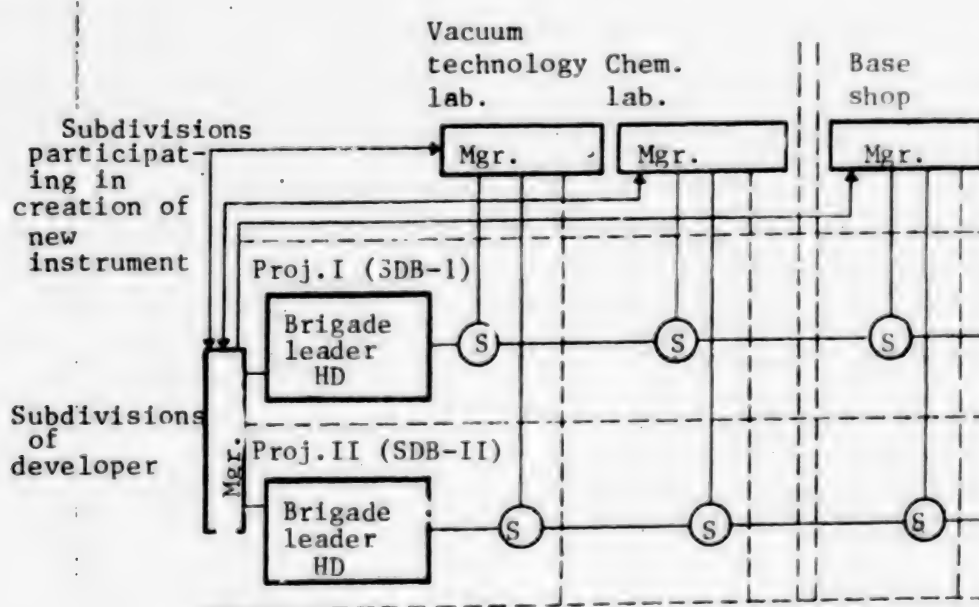 Vacuum
technology
lab.
Chem.
lab.
Base
shop
Subdivisions
participat-
ing in
creation of
new
instrument
Mgr.
Mgr.
Mgr.
Proj.I (SDB-1)
Brigade
leader
HD
S
S
S
Subdivisions
of
developer
Mgr.
Proj.II (SDB-II)
Brigade
leader
HD
S
S
S